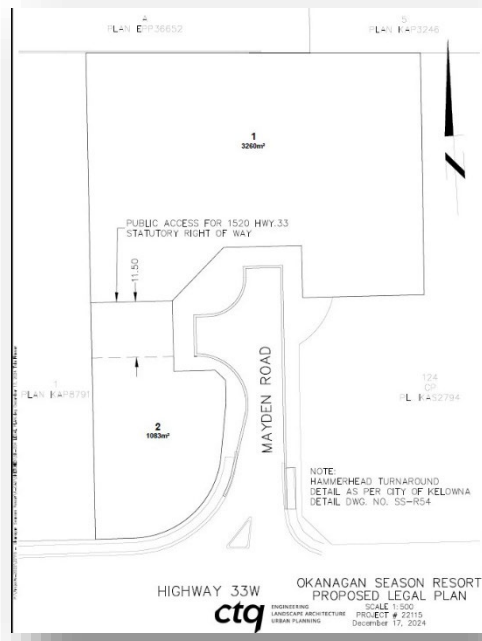 A
PLAN EPP36652
5
PLAN KAP3246
1
3260m²
PUBLIC ACCESS FOR 1520 HWY.33
STATUTORY RIGHT OF WAY
11.50
1
PLAN KAP8791
MAYDEN ROAD
124
CP
PL KAS2794
2
1083m²
NOTE:
HAMMERHEAD TURNAROUND
DETAIL AS PER CITY OF KELOWNA
DETAIL DWG. NO. SS-R54
HIGHWAY 33W
OKANAGAN SEASON RESORT
PROPOSED LEGAL PLAN
SCALE 1:500
PROJECT # 22115
December 17, 2024
ctq
ENGINEERING
LANDSCAPE ARCHITECTURE
URBAN PLANNING